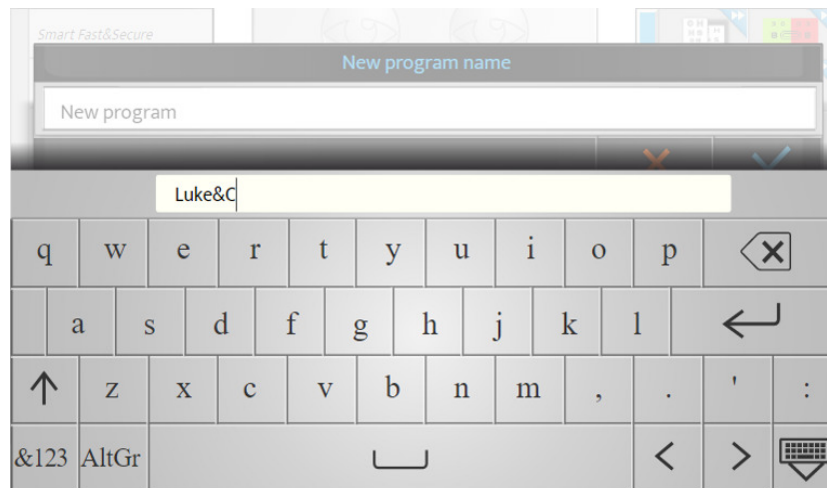 Smart Fast&Secure
New program name
New program
Luke&C
q w e r t y u i o p
a s d f g h j k l
z x c v b n m , . ' :
&123 AltGr < >